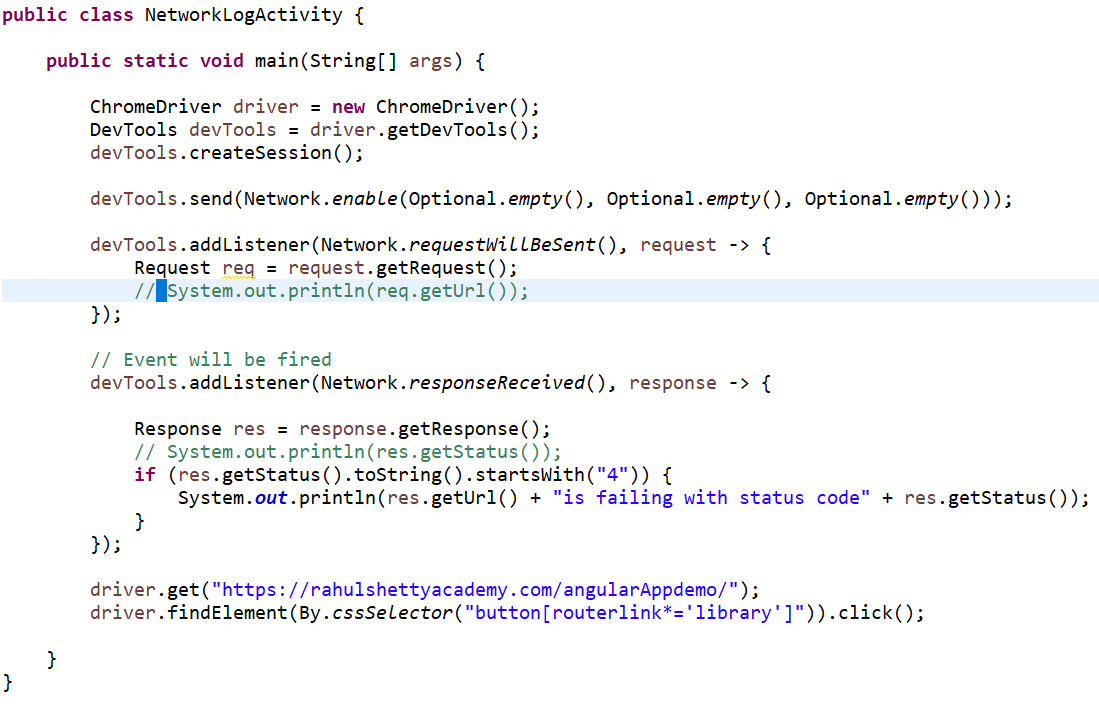 public class NetworkLogActivity {
public static void main(String[] args) {
ChromeDriver driver = new ChromeDriver();
DevTools devTools = driver.getDevTools();
devTools.createSession();
devTools.send(Network.enable(Optional.empty(), Optional.empty(), Optional.empty()));
devTools.addListener(Network.requestWillBeSent(), request -> {
Request req = request.getRequest();
// System.out.println(req.getUrl());
});
// Event will be fired
devTools.addListener(Network.responseReceived(), response -> {
Response res = response.getResponse();
// System.out.println(res.getStatus());
if (res.getStatus().toString().startsWith("4")) {
System.out.println(res.getUrl() + "is failing with status code" + res.getStatus());
}
});
driver.get("https://rahulshettyacademy.com/angularAppdemo/");
driver.findElement(By.cssSelector("button[routerlink*='library']")).click();
}
}